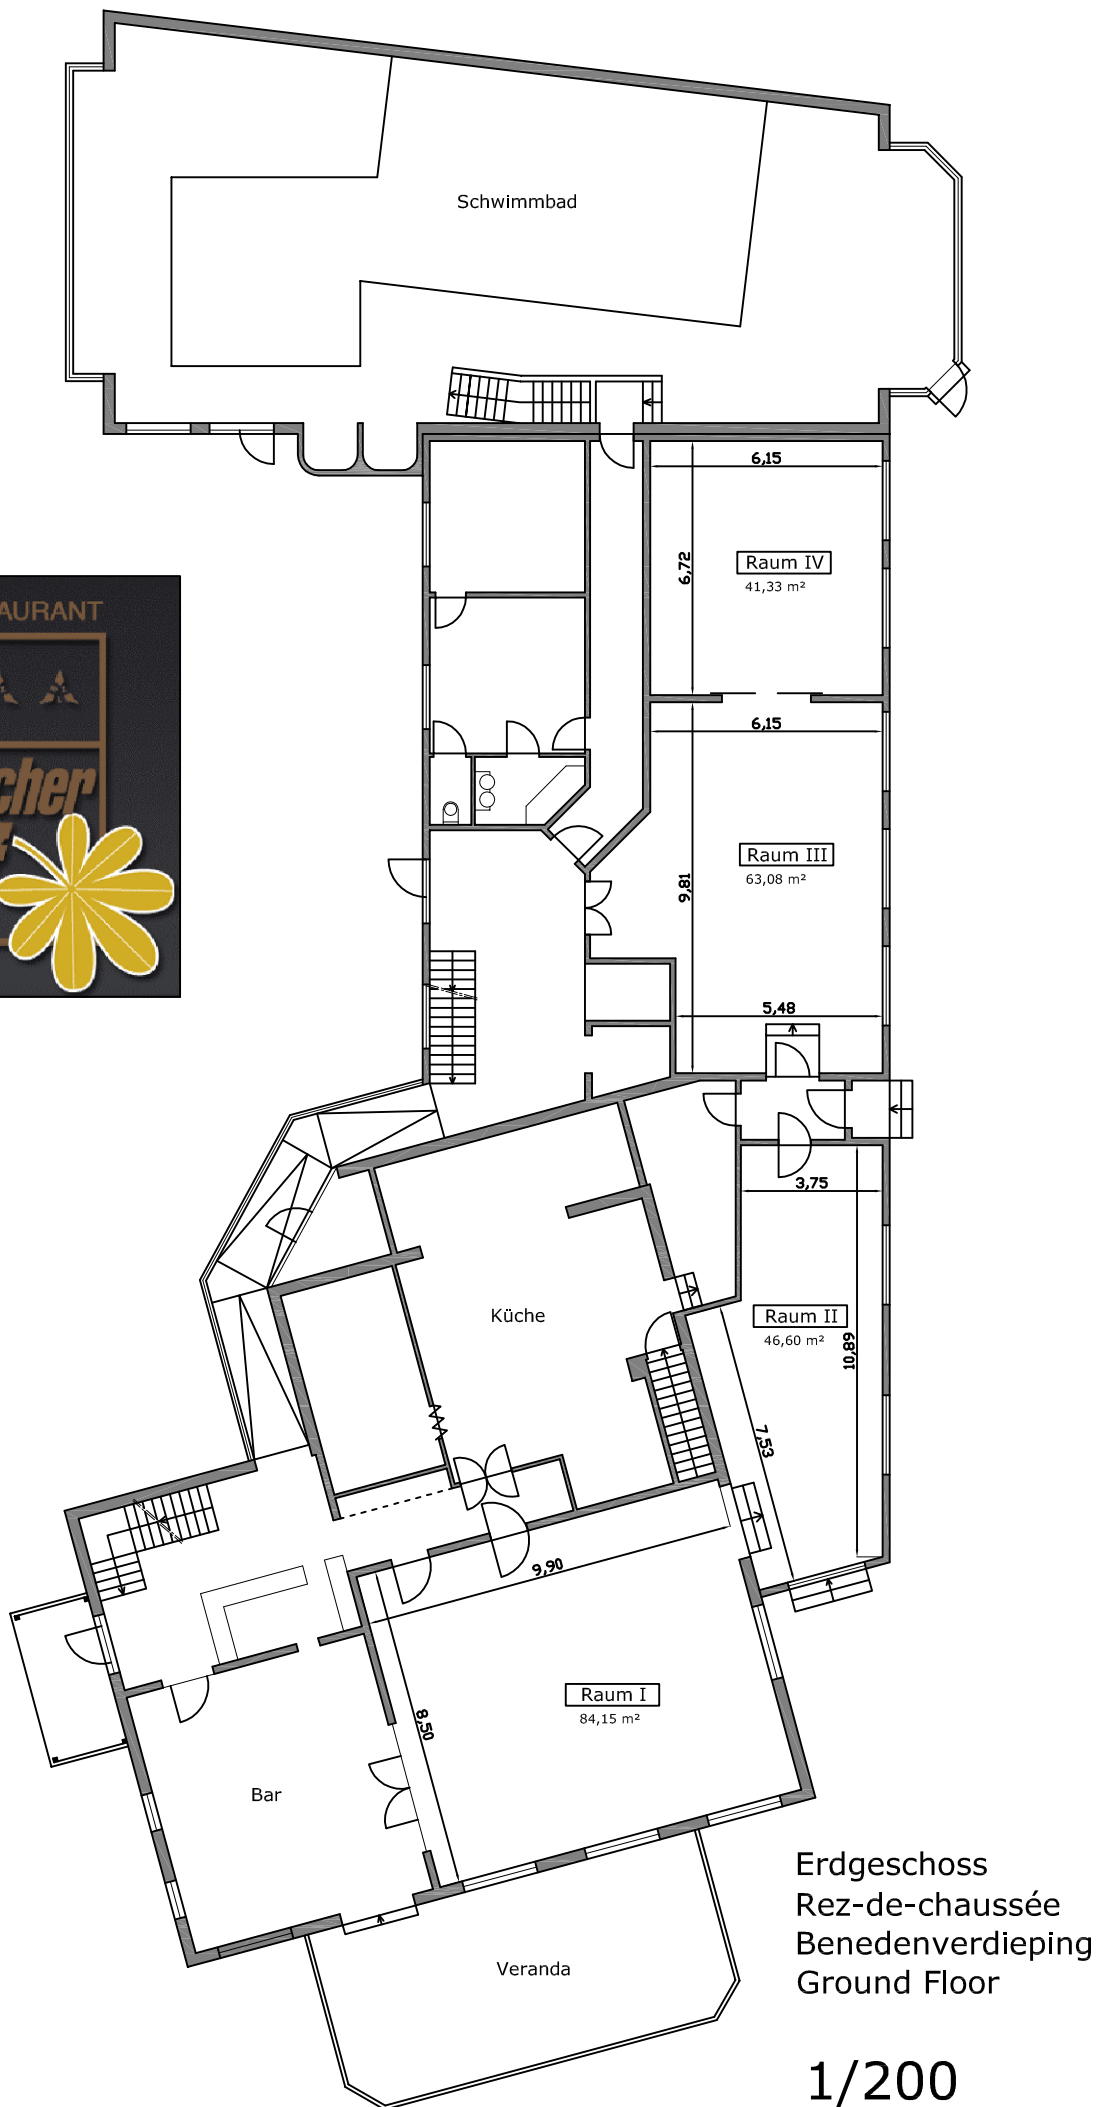 Schwimmbad
6,15
6,72
Raum IV
41,33 m²
6,15
9,81
Raum III
63,08 m²
5,48
3,75
Raum II
46,60 m²
10,89
7,53
Küche
9,90
8,50
Raum I
84,15 m²
Bar
Veranda
Erdgeschoss
Rez-de-chaussée
Benedenverdieping
Ground Floor
1/200